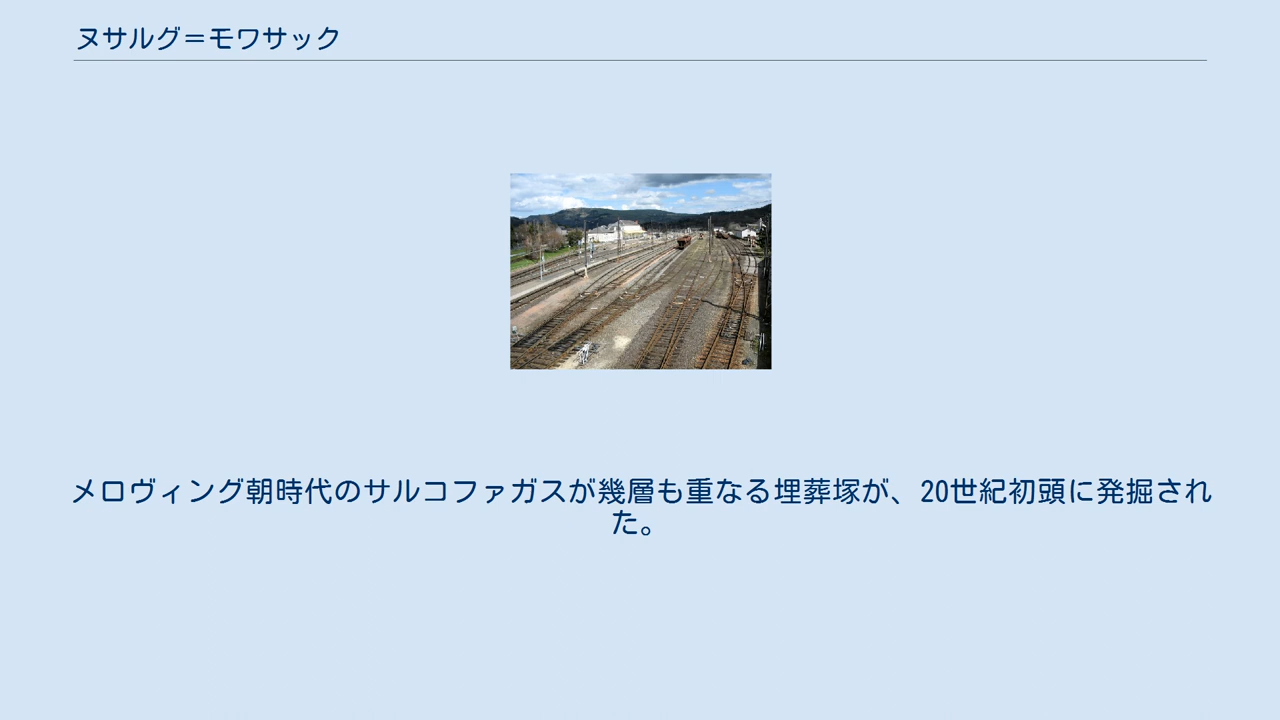 ヌサルグ＝モワサック
メロヴィング朝時代のサルコファガスが幾層も重なる埋葬塚が、20世紀初頭に発掘され
た。